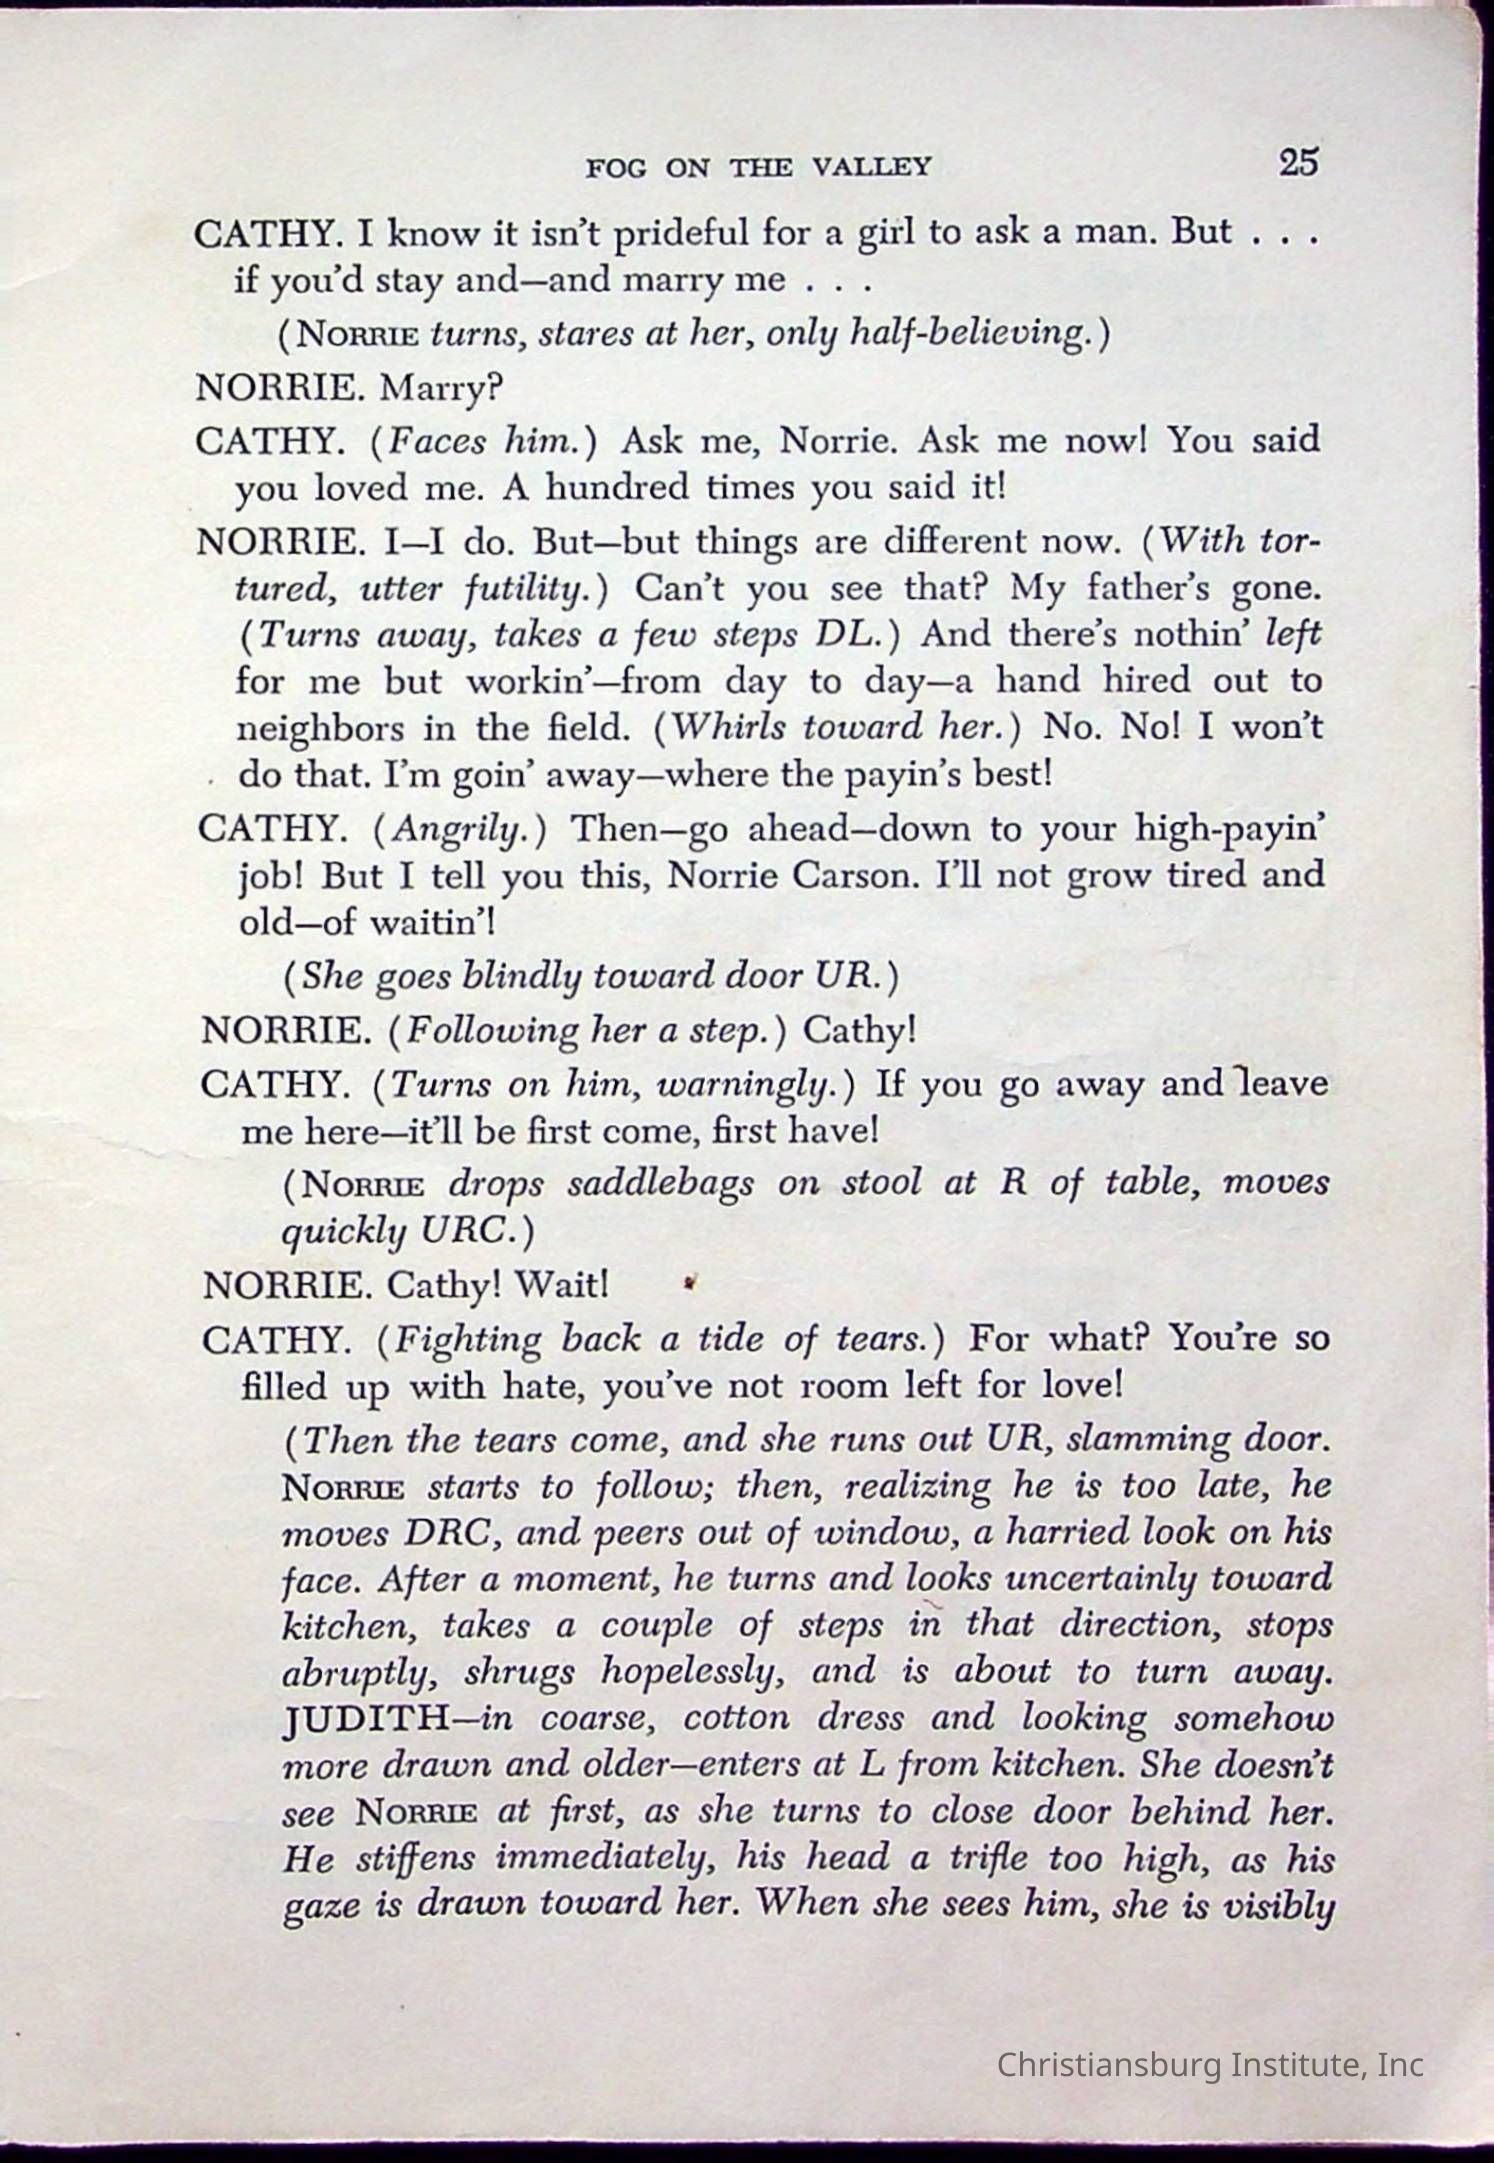 FOG ON THE VALLEY 25
CATHY. I know it isn't prideful for a girl to ask a man. But . . .
if you'd stay and—and marry me . . .
(NORRIE turns, stares at her, only half-believing.)
NORRIE. Marry?
CATHY. (Faces him.) Ask me, Norrie. Ask me now! You said
you loved me. A hundred times you said it!
NORRIE. I—I do. But—but things are different now. (With tor-
tured, utter futility.) Can't you see that? My father's gone.
(Turns away, takes a few steps DL.) And there's nothin' left
for me but workin'—from day to day—a hand hired out to
neighbors in the field. (Whirls toward her.) No. No! I won't
do that. I'm goin' away—where the payin's best!
CATHY. (Angrily.) Then—go ahead—down to your high-payin'
job! But I tell you this, Norrie Carson. I'll not grow tired and
old—of waitin'!
(She goes blindly toward door UR.)
NORRIE. (Following her a step.) Cathy!
CATHY. (Turns on him, warningly.) If you go away and leave
me here—it'll be first come, first have!
(NORRIE drops saddlebags on stool at R of table, moves
quickly URC.)
NORRIE. Cathy! Wait!
CATHY. (Fighting back a tide of tears.) For what? You're so
filled up with hate, you've not room left for love!
(Then the tears come, and she runs out UR, slamming door.
NORRIE starts to follow; then, realizing he is too late, he
moves DRC, and peers out of window, a harried look on his
face. After a moment, he turns and looks uncertainly toward
kitchen, takes a couple of steps in that direction, stops
abruptly, shrugs hopelessly, and is about to turn away.
JUDITH—in coarse, cotton dress and looking somehow
more drawn and older—enters at L from kitchen. She doesn't
see NORRIE at first, as she turns to close door behind her.
He stiffens immediately, his head a trifle too high, as his
gaze is drawn toward her. When she sees him, she is visibly
Christiansburg Institute, Inc